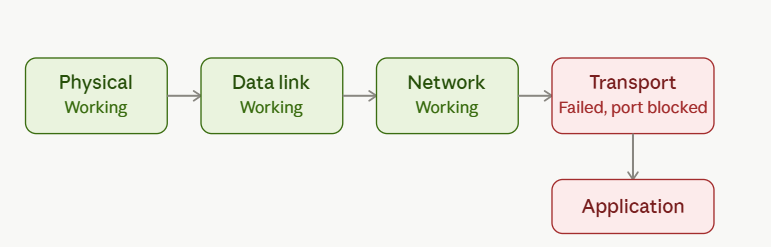 Physical
Working
Data link
Working
Network
Working
Transport
Failed, port blocked
Application